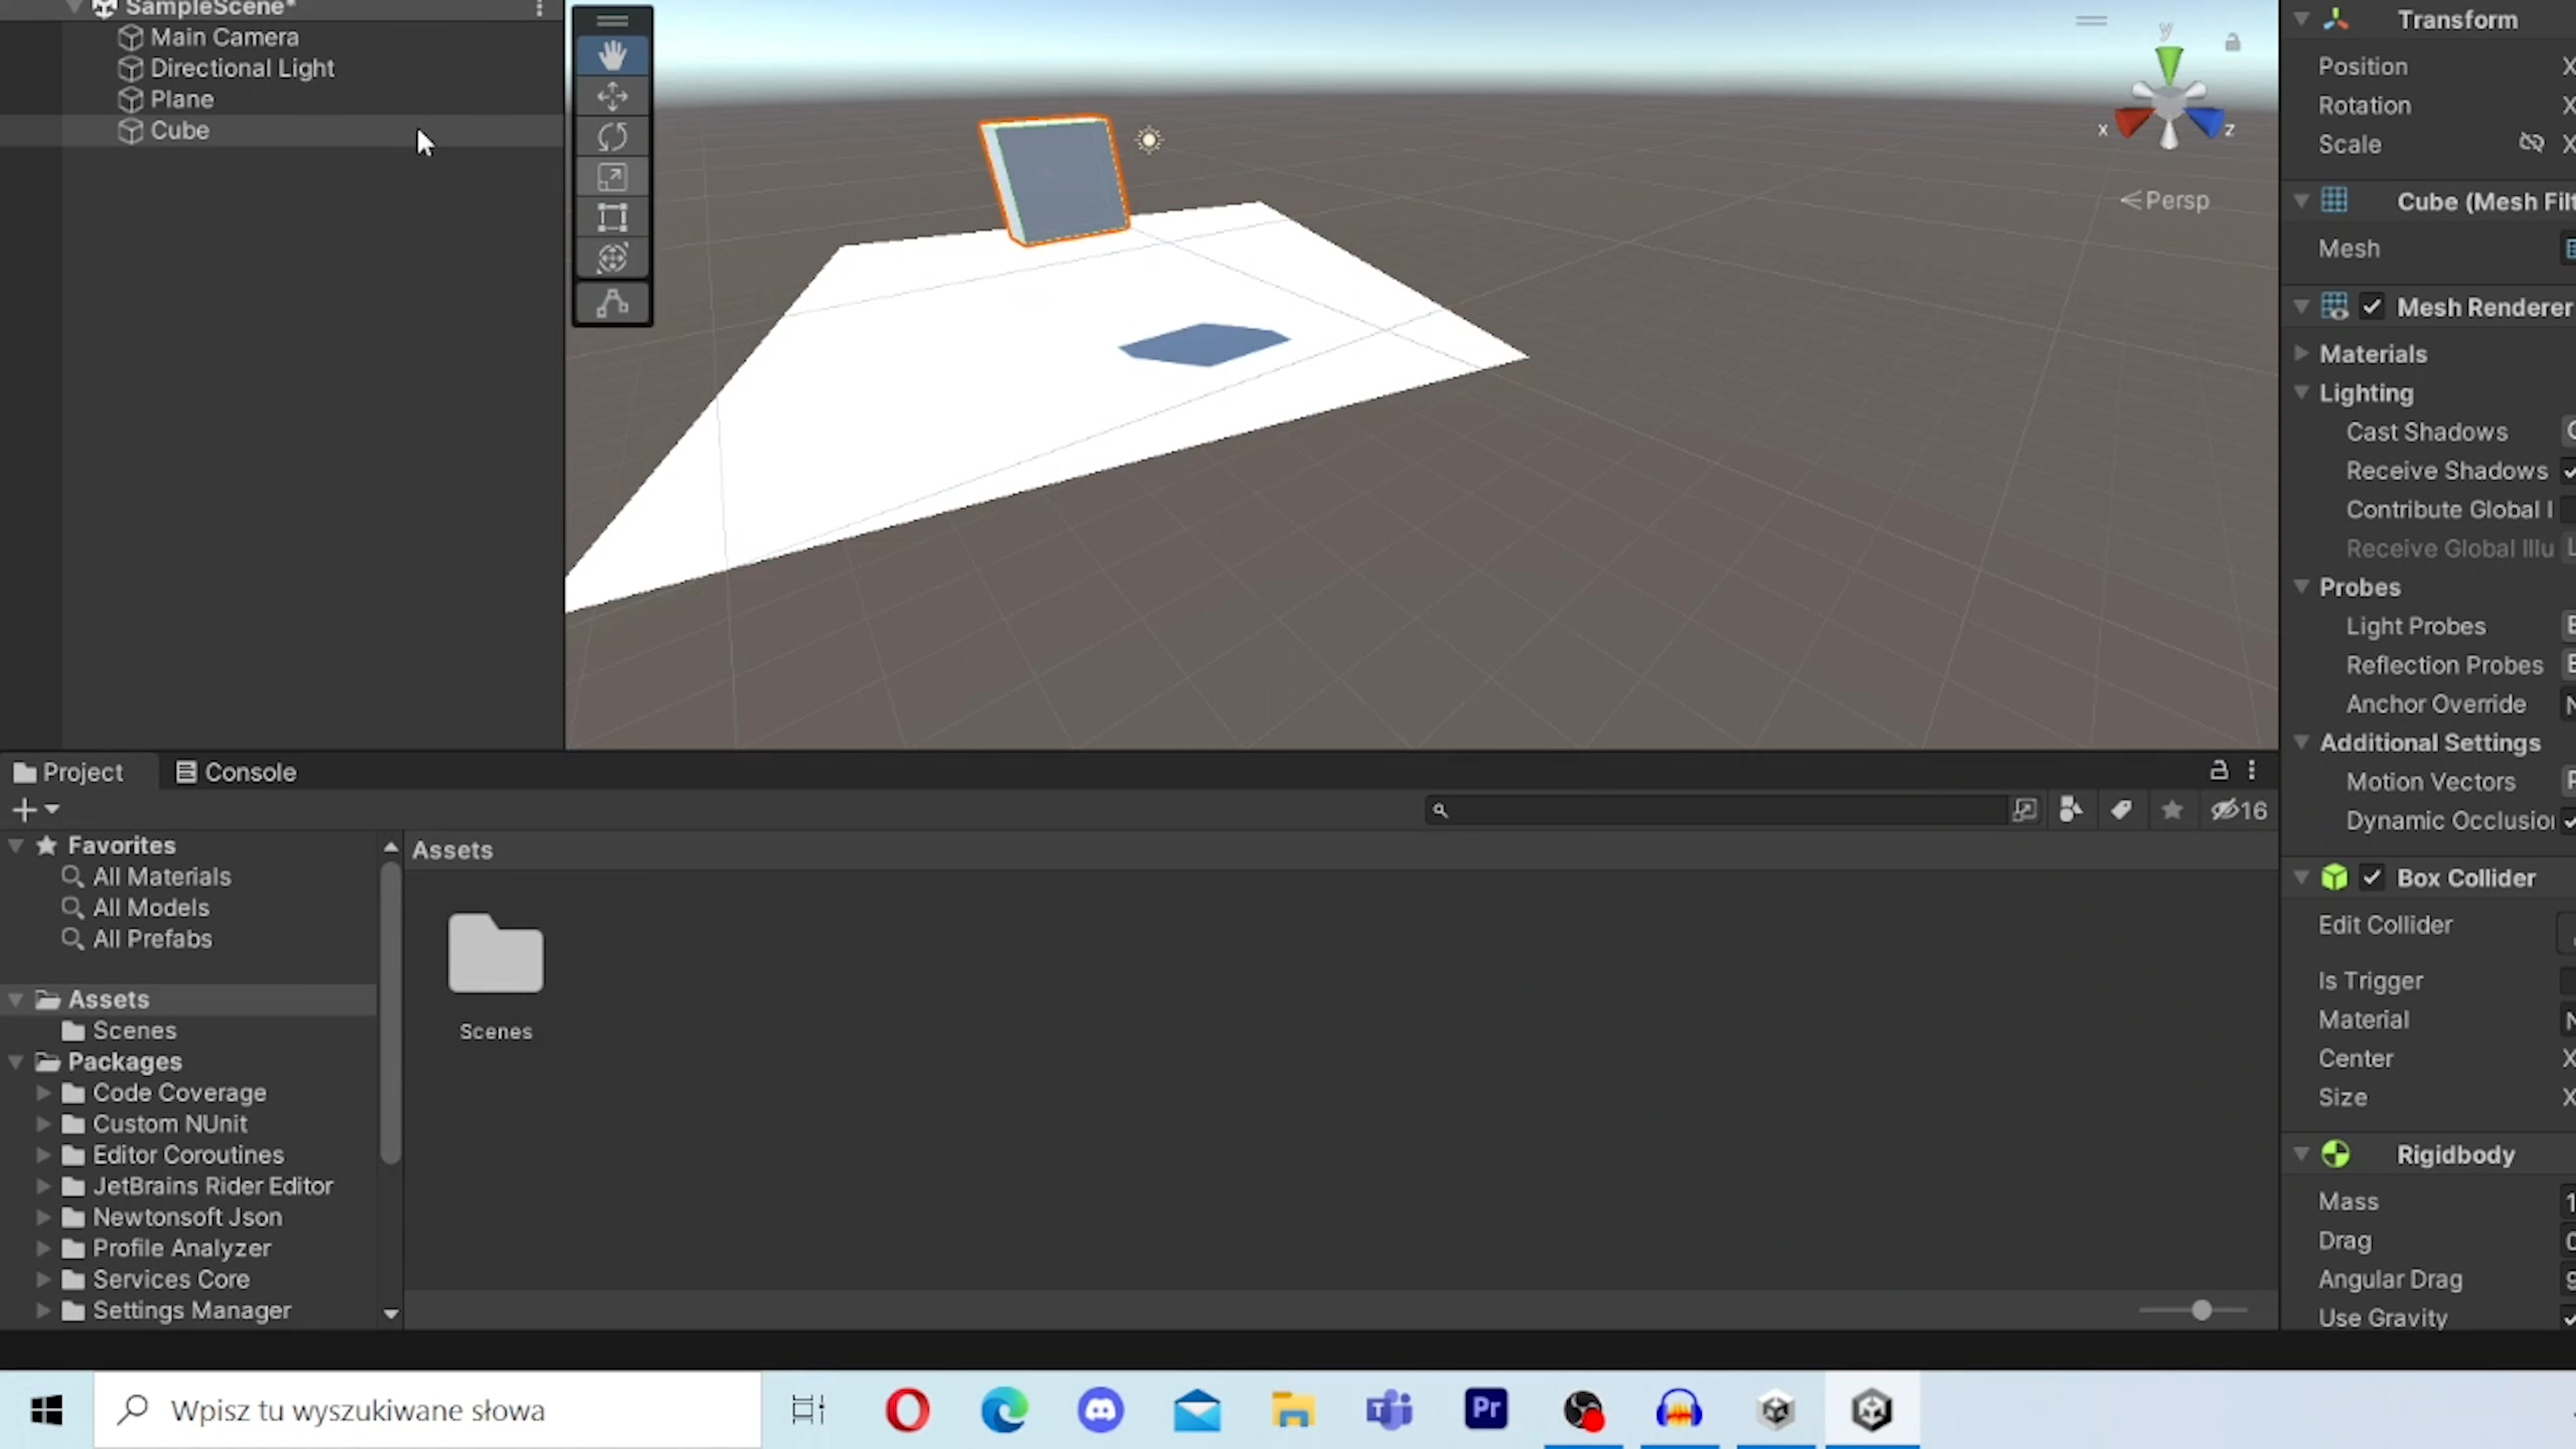 SampleScene*
Main Camera
Directional Light
Plane
Cube
y
x
z
Persp
Transform
Position X
Rotation X
Scale X
Cube (Mesh Filt
Mesh
Mesh Renderer
Materials
Lighting
Cast Shadows
Receive Shadows
Contribute Global I
Receive Global Illu
Probes
Light Probes
Reflection Probes
Anchor Override
Additional Settings
Motion Vectors
Dynamic Occlusion
Box Collider
Edit Collider
Is Trigger
Material
Center X
Size X
Rigidbody
Mass 1
Drag
Angular Drag
Use Gravity
Project
Console
16
Favorites
All Materials
All Models
All Prefabs
Assets
Scenes
Packages
Code Coverage
Custom NUnit
Editor Coroutines
JetBrains Rider Editor
Newtonsoft Json
Profile Analyzer
Services Core
Settings Manager
Assets
Scenes
Wpisz tu wyszukiwane słowa
T
Pr